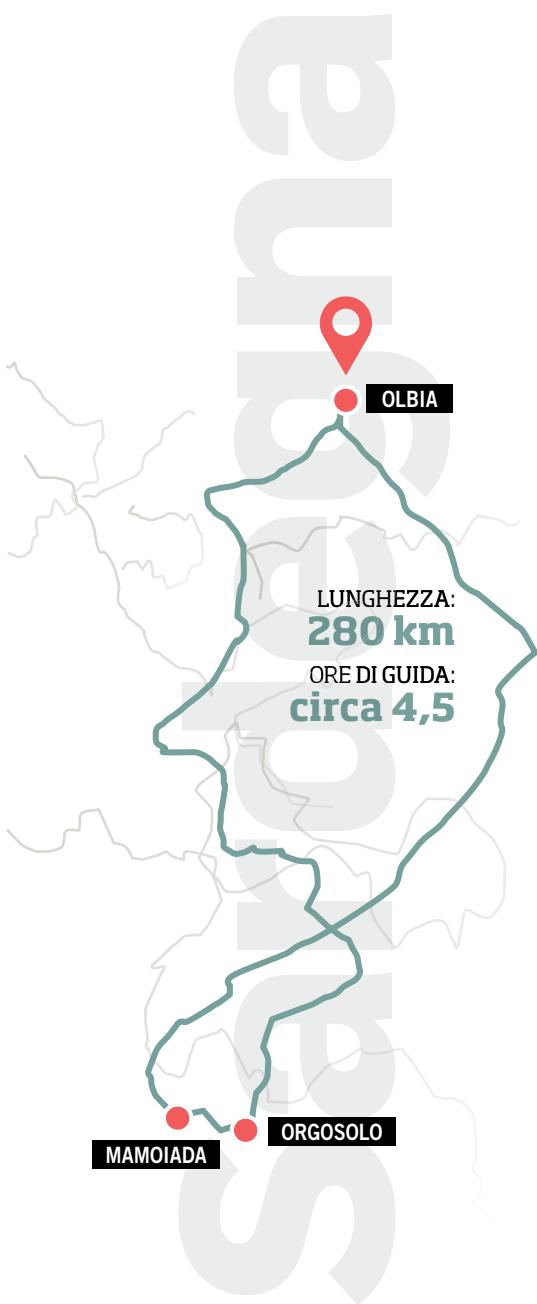 Sardegna
OLBIA
LUNGHEZZA:
280 km
ORE DI GUIDA:
circa 4,5
ORGOSOLO
MAMOIADA